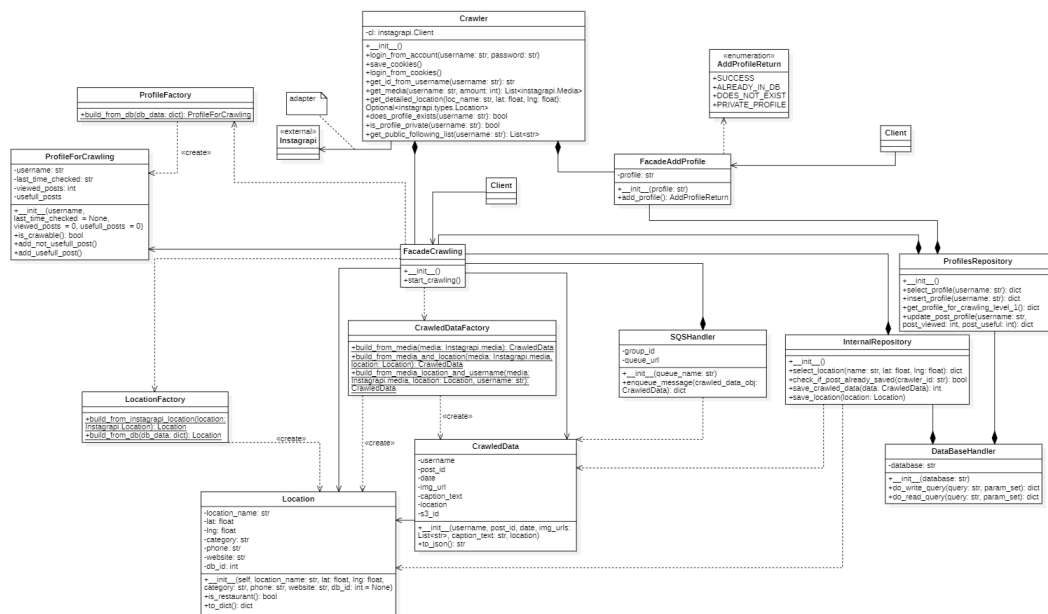 Crawler
-cl: instagrapi.Client
+__init__()
+login_from_account(username: str, password: str)
+save_cookies()
+login_from_cookies()
+get_id_from_username(username: str): str
+get_media(username: str, amount: int): List<instagrapi.Media>
+get_detailed_location(loc_name: str, lat: float, lng: float):
Optional<instagrapi.types.Location>
+does_profile_exists(username: str): bool
+is_profile_private(username: str): bool
+get_public_following_list(username: str): List<str>
«enumeration»
AddProfileReturn
+SUCCESS
+ALREADY_IN_DB
+DOES_NOT_EXIST
+PRIVATE_PROFILE
ProfileFactory
+build_from_db(db_data: dict): ProfileForCrawling
adapter
«external»
Instagrapi
Client
«create»
ProfileForCrawling
-username: str
-last_time_checked: str
-viewed_posts: int
-usefull_posts
+__init__(username,
last_time_checked = None,
viewed_posts = 0, usefull_posts = 0)
+is_crawable(): bool
+add_not_usefull_post()
+add_usefull_post()
FacadeAddProfile
-profile: str
+__init__(profile: str)
+add_profile(): AddProfileReturn
Client
FacadeCrawling
+__init__()
+start_crawling()
ProfilesRepository
+__init__()
+select_profile(username: str): dict
+insert_profile(username: str): dict
+get_profile_for_crawling_level_1(): dict
+update_post_profile(username: str,
post_viewed: int, post_useful: int): dict
CrawledDataFactory
+build_from_media(media: Instagrapi.media): CrawledData
+build_from_media_and_location(media: Instagrapi.media,
location: Location): CrawledData
+build_from_media_location_and_username(media:
Instagrapi.media, location: Location, username: str):
CrawledData
SQSHandler
-group_id
-queue_url
+__init__(queue_name: str)
+enqueue_message(crawled_data_obj:
CrawledData): dict
InternalRepository
+__init__()
+select_location(name: str, lat: float, lng: float): dict
+check_if_post_already_saved(crawler_id: str): bool
+save_crawled_data(data: CrawledData): int
+save_location(location: Location)
LocationFactory
+build_from_instagrapi_location(location:
Instagrapi.Location): Location
+build_from_db(db_data: dict): Location
«create»
«create»
«create»
CrawledData
-username
-post_id
-date
-img_url
-caption_text
-location
-s3_id
+__init__(username, post_id, date, img_urls:
List<str>, caption_text: str, location)
+to_json(): str
DataBaseHandler
-database: str
+__init__(database: str)
+do_write_query(query: str, param_set): dict
+do_read_query(query: str, param_set): dict
Location
-location_name: str
-lat: float
-lng: float
-category: str
-phone: str
-website: str
-db_id: int
+__init__(self, location_name: str, lat: float, lng: float,
category: str, phone: str, website: str, db_id: int = None)
+is_restaurant(): bool
+to_dict(): dict